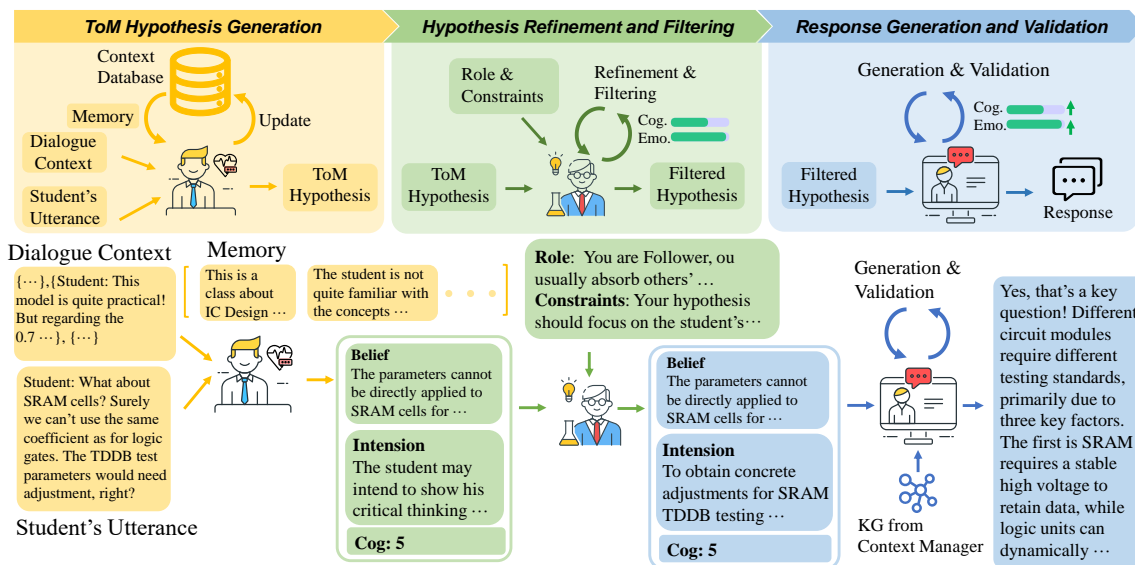 ToM Hypothesis Generation
Hypothesis Refinement and Filtering
Response Generation and Validation
Context
Database
Memory
Update
Dialogue
Context
Student's
Utterance
ToM
Hypothesis
Role &
Constraints
Refinement &
Filtering
Cog.
Emo.
ToM
Hypothesis
Filtered
Hypothesis
Generation & Validation
Cog.
Emo.
Filtered
Hypothesis
Response
Dialogue Context
{⋯},{Student: This
model is quite practical!
But regarding the
0.7 ⋯}, {⋯}
Memory
This is a
class about
IC Design ⋯
The student is not
quite familiar with
the concepts ⋯
Student: What about
SRAM cells? Surely
we can't use the same
coefficient as for logic
gates. The TDDB test
parameters would need
adjustment, right?
Student's Utterance
Belief
The parameters cannot
be directly applied to
SRAM cells for ⋯
Intension
The student may
intend to show his
critical thinking ⋯
Cog: 5
Role: You are Follower, ou
usually absorb others' ⋯
Constraints: Your hypothesis
should focus on the student's⋯
Belief
The parameters cannot
be directly applied to
SRAM cells for ⋯
Intension
To obtain concrete
adjustments for SRAM
TDDB testing ⋯
Cog: 5
Generation &
Validation
KG from
Context Manager
Yes, that's a key
question! Different
circuit modules
require different
testing standards,
primarily due to
three key factors.
The first is SRAM
requires a stable
high voltage to
retain data, while
logic units can
dynamically ⋯